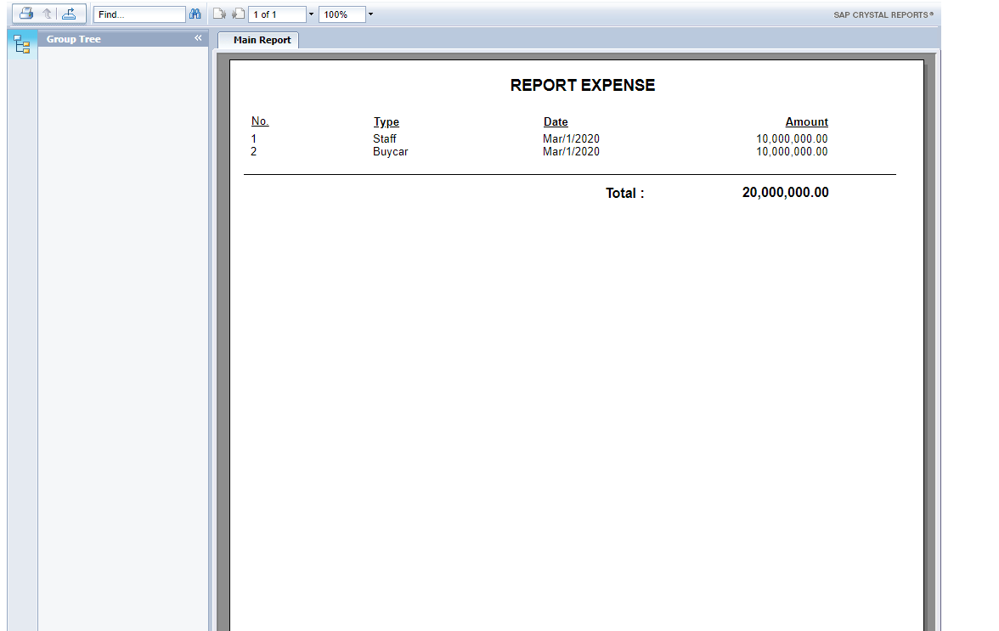 Find... 1 of 1 100% SAP CRYSTAL REPORTS®
Group Tree «
Main Report
REPORT EXPENSE
No. Type Date Amount
1 Staff Mar/1/2020 10,000,000.00
2 Buycar Mar/1/2020 10,000,000.00
Total : 20,000,000.00